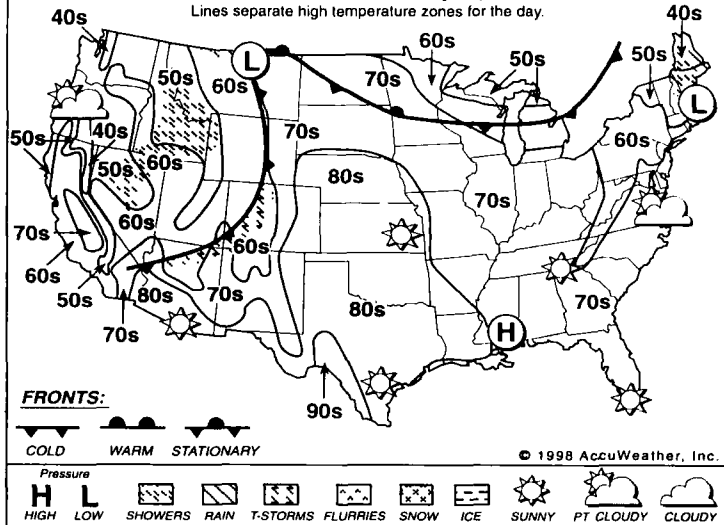 Lines separate high temperature zones for the day.
40s
40s
60s
50s
50s
L
50s
60s
70s
L
50s
40s
70s
60s
50s
60s
80s
70s
60s
70s
60s
60s
50s
80s
70s
80s
70s
H
70s
90s
FRONTS:
COLD WARM STATIONARY
© 1998 AccuWeather, Inc.
Pressure
H L
HIGH LOW SHOWERS RAIN T-STORMS FLURRIES SNOW ICE SUNNY PT CLOUDY CLOUDY